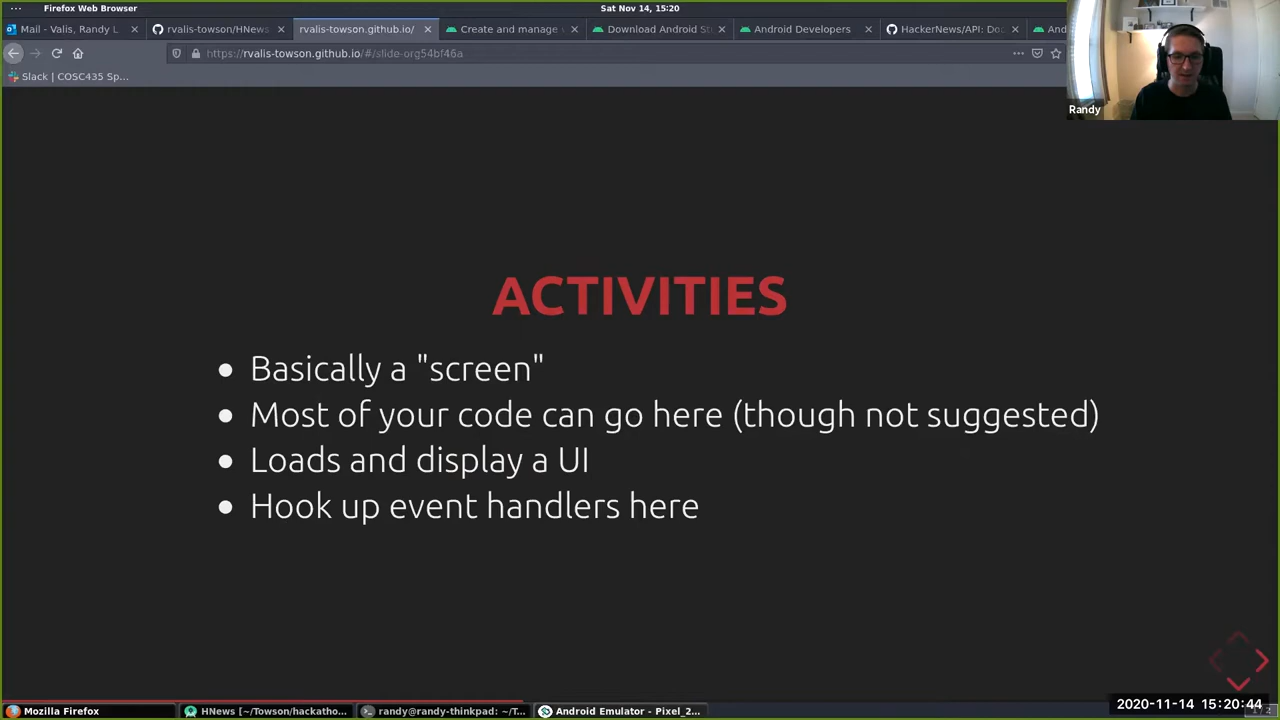 Firefox Web Browser
Sat Nov 14, 15:20
Mail - Valis, Randy L
rvalis-towson/HNews
rvalis-towson.github.io/
Create and manage
Download Android St
Android Developers
HackerNews/API: Doc
And
https://rvalis-towson.github.io/#/slide-org54bf46a
Slack | COSC435 Sp...
Randy
ACTIVITIES
Basically a "screen"
Most of your code can go here (though not suggested)
Loads and display a UI
Hook up event handlers here
Mozilla Firefox
HNews [~/Towson/hackatho...
randy@randy-thinkpad: ~/T...
Android Emulator - Pixel_2...
2020-11-14 15:20:44